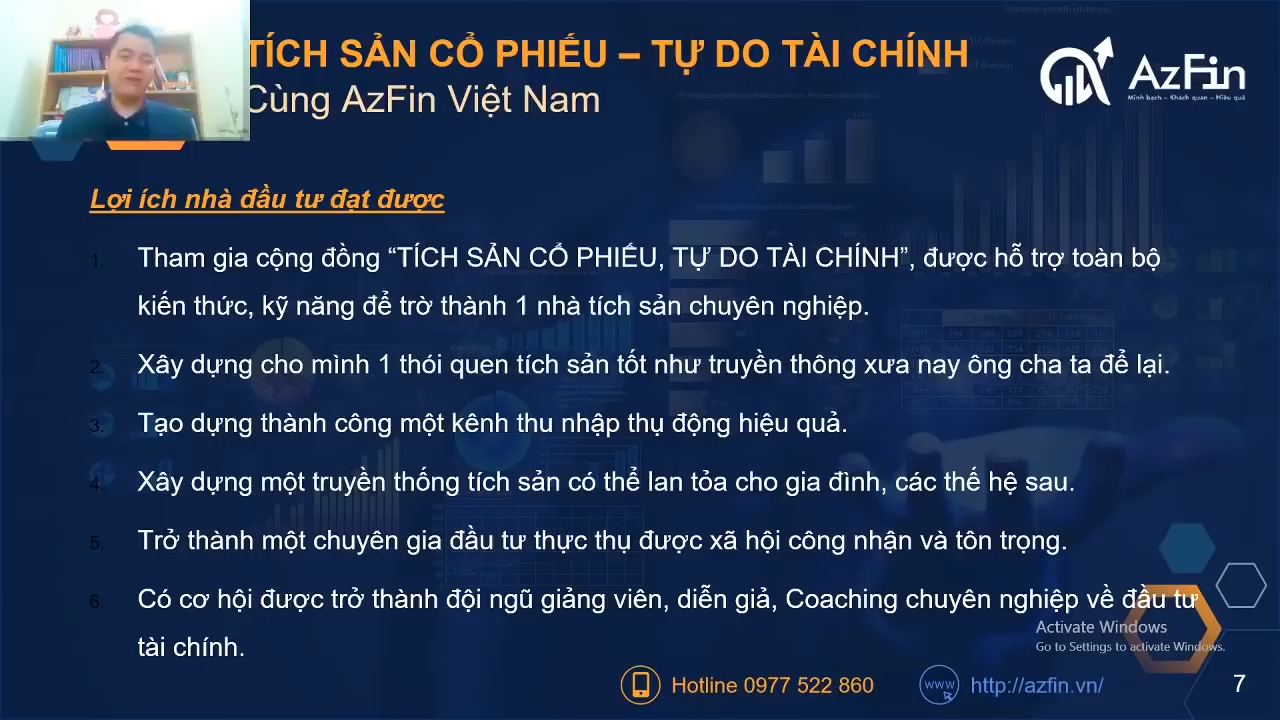 TÍCH SẢN CỔ PHIẾU – TỰ DO TÀI CHÍNH
Cùng AzFin Việt Nam
AzFin
Minh bạch – Khách quan – Hiệu quả
Lợi ích nhà đầu tư đạt được
1. Tham gia cộng đồng “TÍCH SẢN CỔ PHIẾU, TỰ DO TÀI CHÍNH”, được hỗ trợ toàn bộ
kiến thức, kỹ năng để trờ thành 1 nhà tích sản chuyên nghiệp.
2. Xây dựng cho mình 1 thói quen tích sản tốt như truyền thông xưa nay ông cha ta để lại.
3. Tạo dựng thành công một kênh thu nhập thụ động hiệu quả.
4. Xây dựng một truyền thống tích sản có thể lan tỏa cho gia đình, các thế hệ sau.
5. Trở thành một chuyên gia đầu tư thực thụ được xã hội công nhận và tôn trọng.
6. Có cơ hội được trở thành đội ngũ giảng viên, diễn giả, Coaching chuyên nghiệp về đầu tư
tài chính.
Activate Windows
Go to Settings to activate Windows.
Hotline 0977 522 860
www
http://azfin.vn/
7